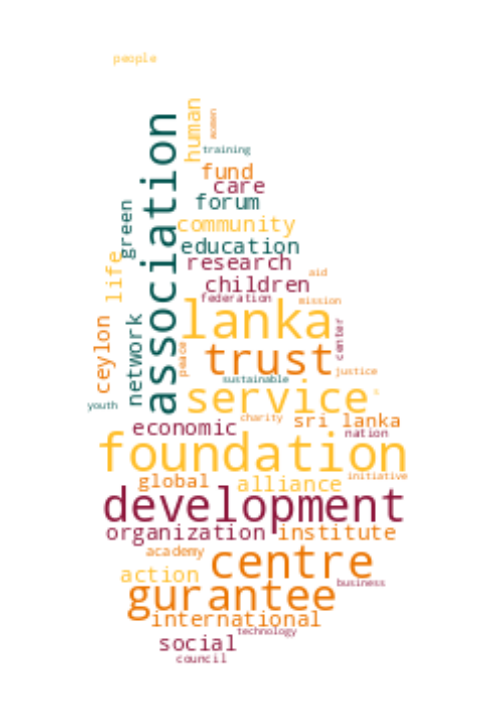 people
human
women
association
training
fund
care
forum
green
community
education
research
life
aid
children
federation
mission
lanka
ceylon
network
center
peace
trust
justice
sustainable
service
youth
charity
sri lanka
economic
nation
foundation
global
alliance
initiative
development
organization
institute
academy
centre
action
business
gurantee
international
technology
social
council